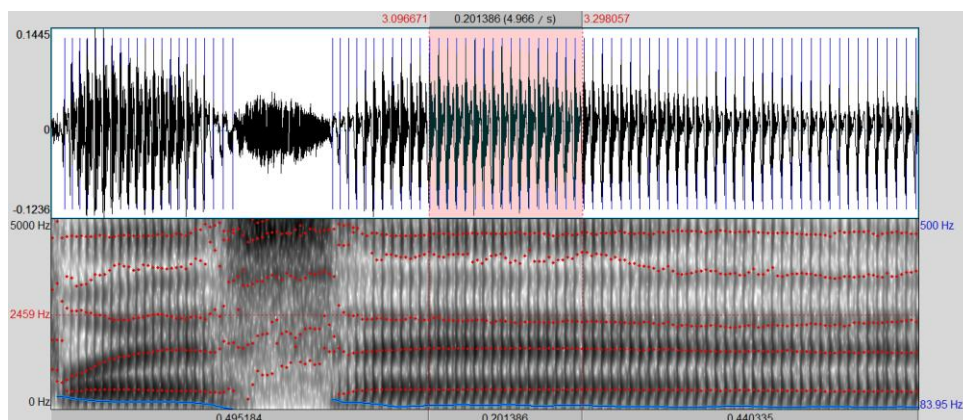 3.096671 0.201386 (4.966 / s) 3.298057
0.1445
0
-0.1236
5000 Hz 500 Hz
2459 Hz
0 Hz 83.95 Hz
0.495184 0.201386 0.440335